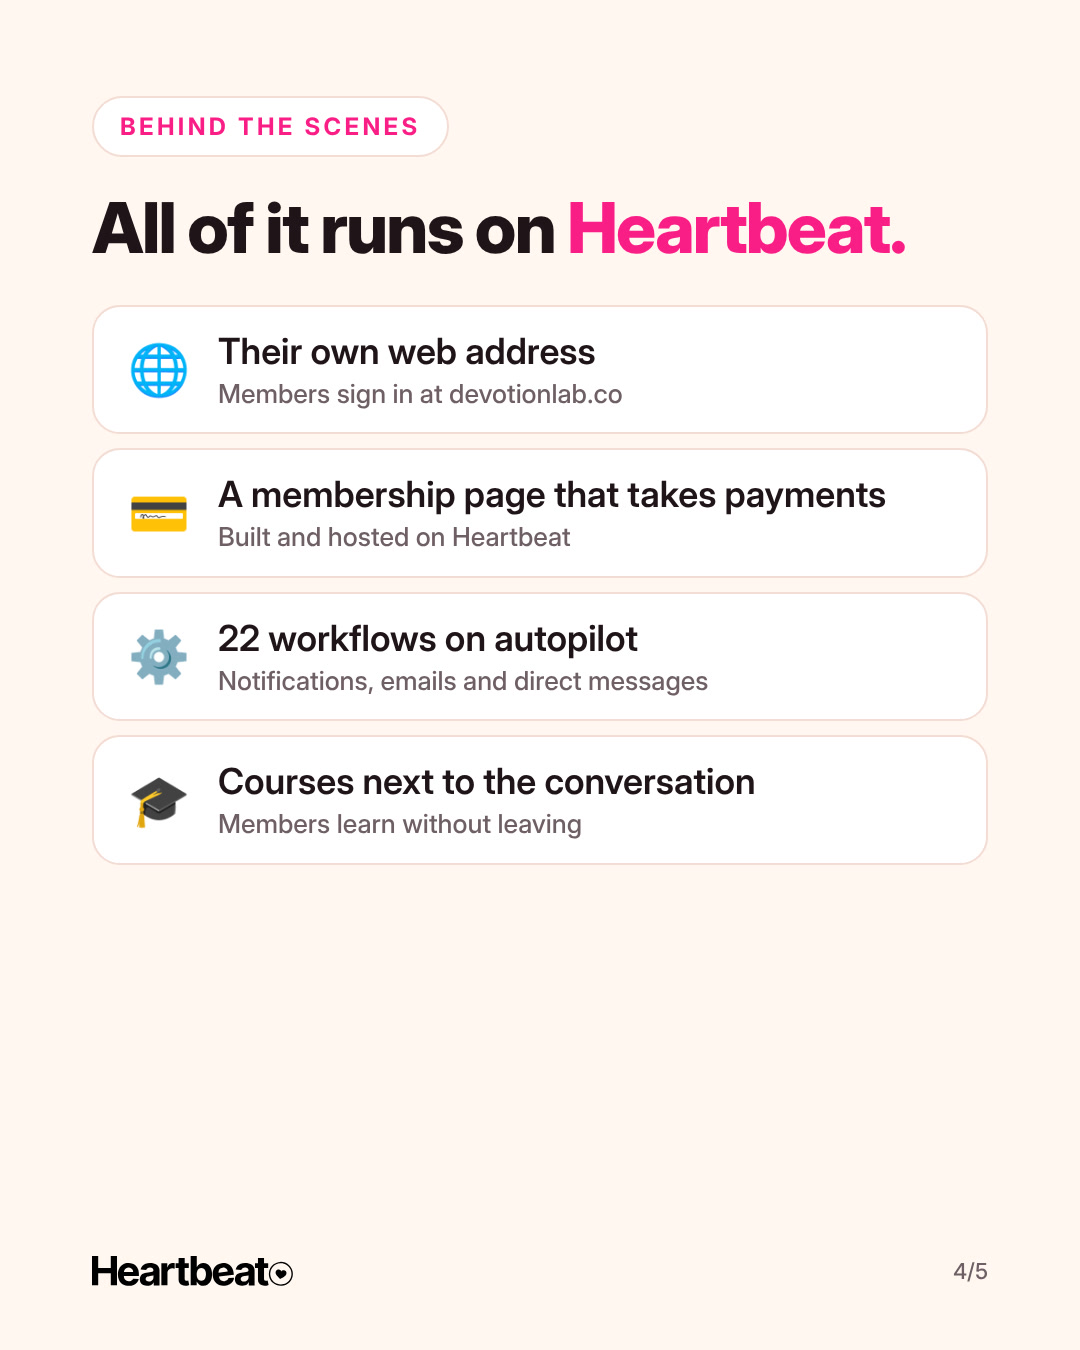 BEHIND THE SCENES
All of it runs on Heartbeat.
Their own web address
Members sign in at devotionlab.co
A membership page that takes payments
Built and hosted on Heartbeat
22 workflows on autopilot
Notifications, emails and direct messages
Courses next to the conversation
Members learn without leaving
Heartbeat
4/5